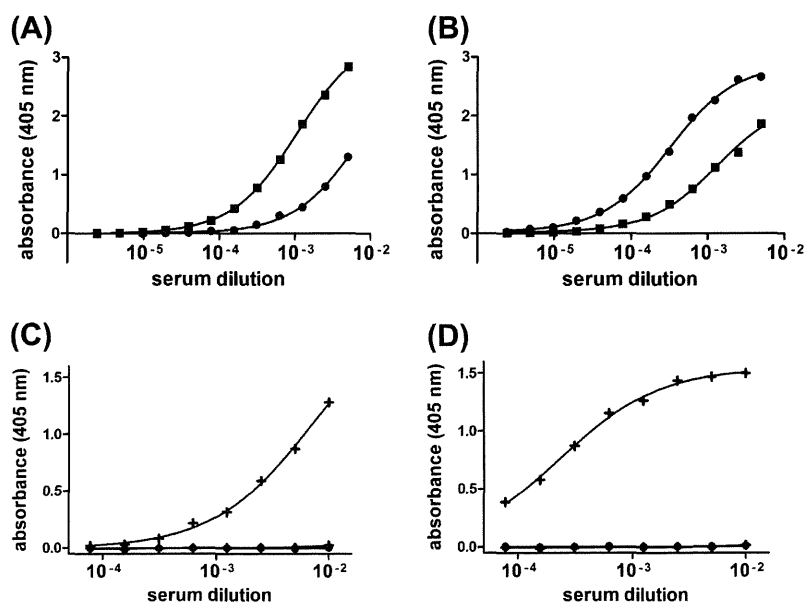 (A)
absorbance (405 nm)
3
2
1
0
10-5
10-4
10-3
10-2
serum dilution
(B)
absorbance (405 nm)
3
2
1
0
10-5
10-4
10-3
10-2
serum dilution
(C)
absorbance (405 nm)
1.5
1.0
0.5
0.0
10-4
10-3
10-2
serum dilution
(D)
absorbance (405 nm)
1.5
1.0
0.5
0.0
10-4
10-3
10-2
serum dilution